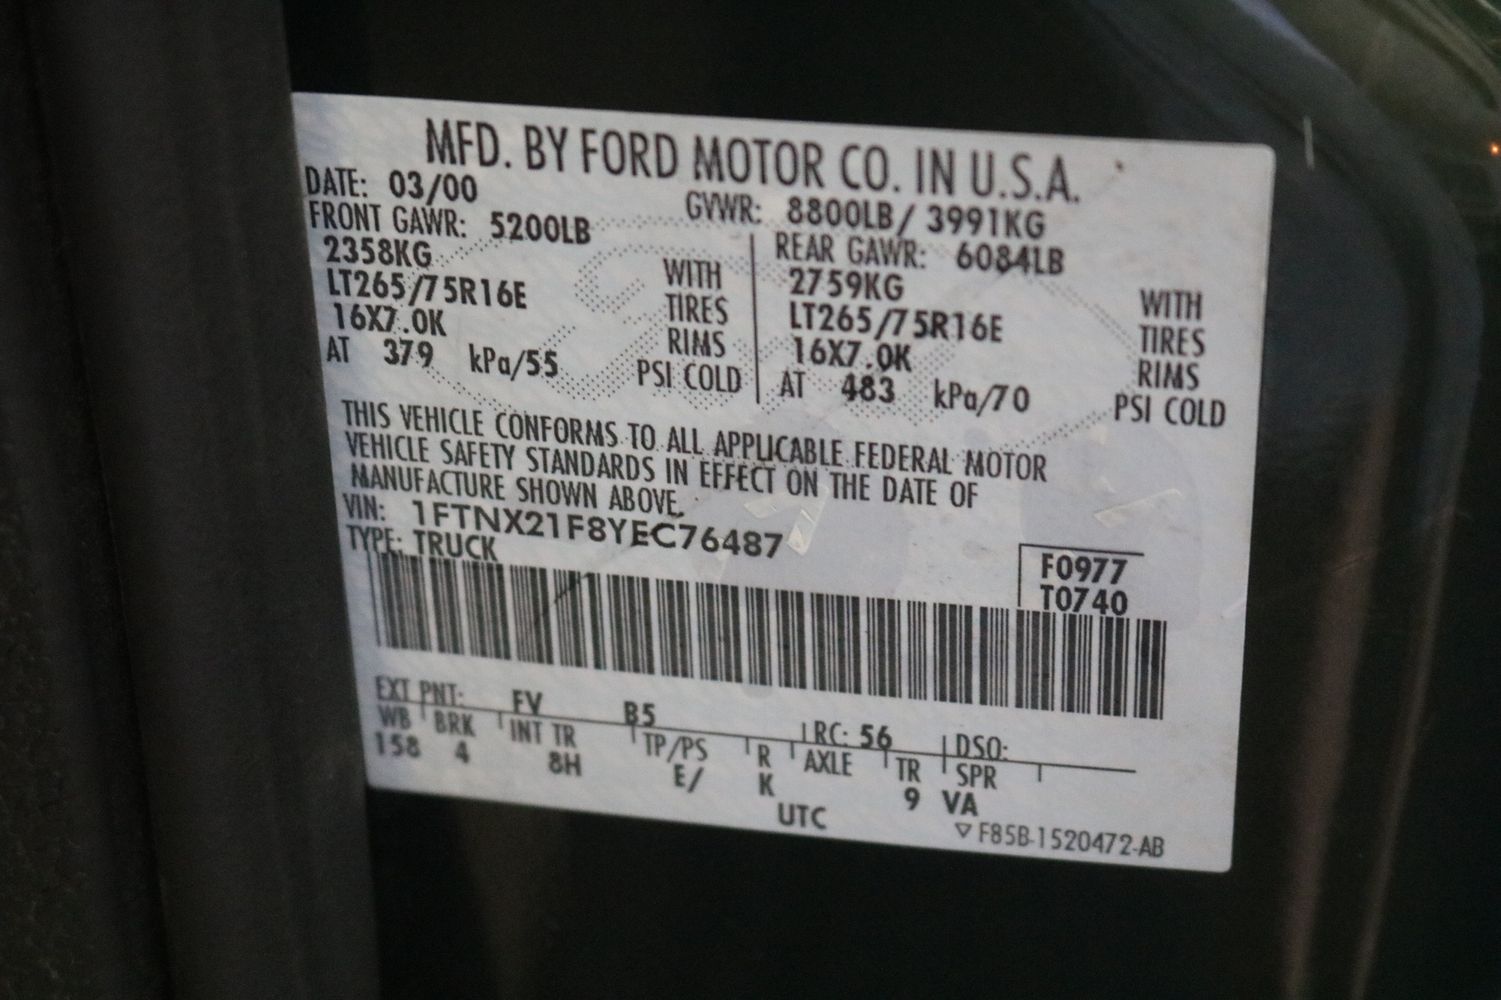 MFD. BY FORD MOTOR CO. IN U.S.A.
DATE: 03/00 GVWR: 8800LB/ 3991KG
FRONT GAWR: 5200LB REAR GAWR: 6084LB
2358KG WITH 2759KG WITH
LT265/75R16E TIRES LT265/75R16E TIRES
16X7.0K RIMS 16X7.0K RIMS
AT 379 kPa/55 PSI COLD AT 483 kPa/70 PSI COLD
THIS VEHICLE CONFORMS TO ALL APPLICABLE FEDERAL MOTOR
VEHICLE SAFETY STANDARDS IN EFFECT ON THE DATE OF
MANUFACTURE SHOWN ABOVE.
VIN: 1FTNX21F8YEC76487
TYPE: TRUCK F0977
T0740
EXT PNT: FV B5 RC: 56 DSO:
WB BRK INT TR TP/PS R AXLE TR SPR
158 4 8H E/ K 9 VA
UTC
▽ F85B-1520472-AB